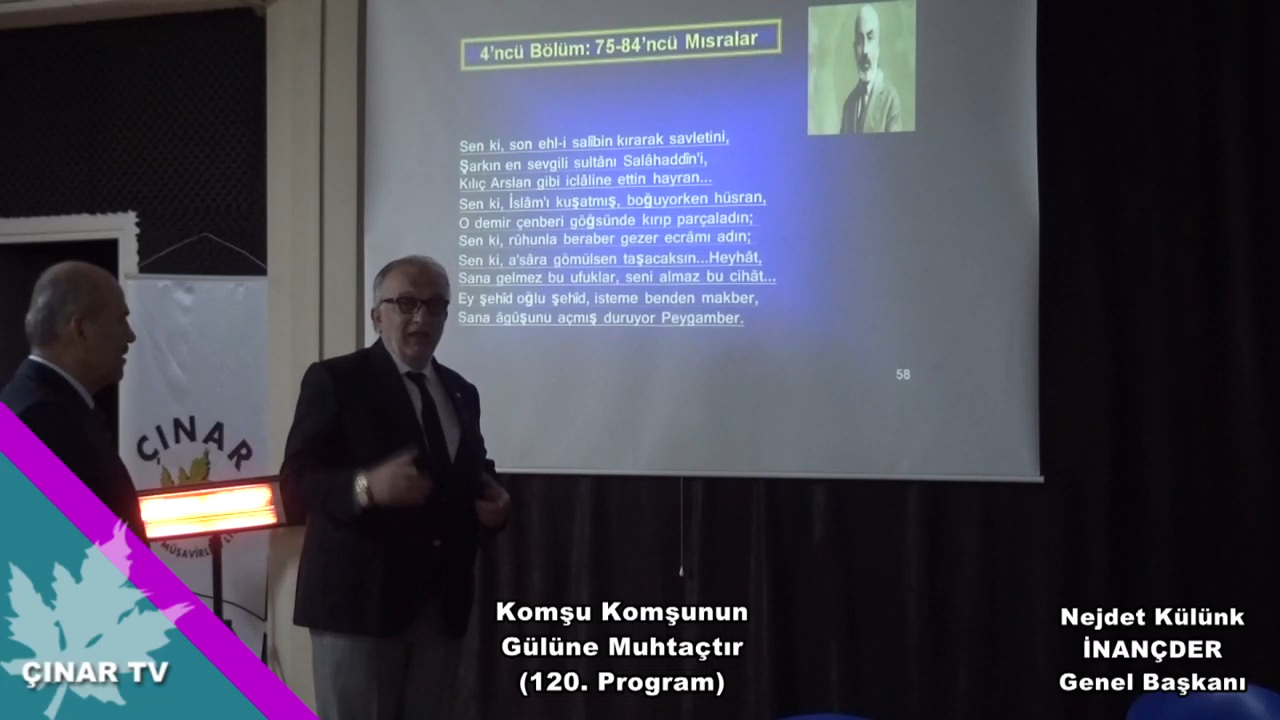 4'ncü Bölüm: 75-84'ncü Mısralar
Sen ki, son ehl-i salîbin kırarak savletini,
Şarkın en sevgili sultânı Salâhaddîn'i,
Kılıç Arslan gibi iclâline ettin hayran...
Sen ki, İslâm'ı kuşatmış, boğuyorken hüsran,
O demir çenberi göğsünde kırıp parçaladın;
Sen ki, rûhunla beraber gezer ecrâmı adın;
Sen ki, a'sâra gömülsen taşacaksın...Heyhât,
Sana gelmez bu ufuklar, seni almaz bu cihât...
Ey şehîd oğlu şehîd, isteme benden makber,
Sana âgûşunu açmış duruyor Peygamber.
58
ÇINAR
ÇINAR TV
Komşu Komşunun
Gülüne Muhtaçtır
(120. Program)
Nejdet Külünk
İNANÇDER
Genel Başkanı